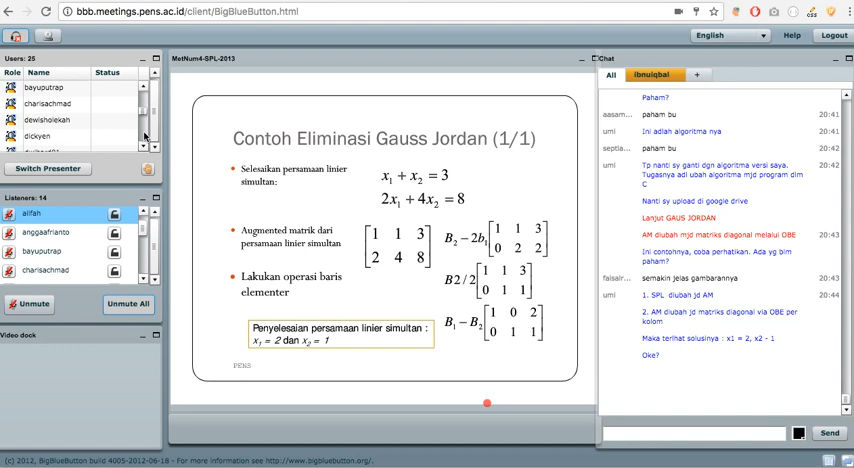 bbb.meetings.pens.ac.id/client/BigBlueButton.html
English
Help
Logout
Users: 25
Role Name Status
bayuputrap
charisachmad
dewisholekah
dickyen
Switch Presenter
Listeners: 14
alifah
anggaafrianto
bayuputrap
charisachmad
Unmute
Unmute All
Video dock
MetNum4-SPL-2013
Contoh Eliminasi Gauss Jordan (1/1)
• Selesaikan persamaan linier
simultan:
x₁ + x₂ = 3
2x₁ + 4x₂ = 8
• Augmented matrik dari
persamaan linier simultan
1 1 3
2 4 8
• Lakukan operasi baris
elementer
B₂ − 2b₁
1 1 3
0 2 2
B2 / 2
1 1 3
0 1 1
B₁ − B₂
1 0 2
0 1 1
Penyelesaian persamaan linier simultan :
x₁ = 2 dan x₂ = 1
PENS
Chat
All ibnuiqbal +
Paham?
aasam... paham bu 20:41
umi Ini adlah algoritma nya 20:41
septia... paham bu 20:42
umi Tp nanti sy ganti dgn algoritma versi saya. 20:42
Tugasnya adl ubah algoritma mjd program dlm
C
Nanti sy upload di google drive
Lanjut GAUS JORDAN
AM diubah mjd matriks diagonal melalui OBE 20:43
Ini contohnya, coba perhatikan. Ada yg blm
paham?
faisalr... semakin jelas gambarannya 20:43
umi 1. SPL diubah jd AM 20:44
2. AM diubah jd matriks diagonal via OBE per
kolom
Maka terlhat solusinya : x1 = 2, x2 - 1
Oke?
Send
(c) 2012, BigBlueButton build 4005-2012-06-18 - For more information see http://www.bigbluebutton.org/.